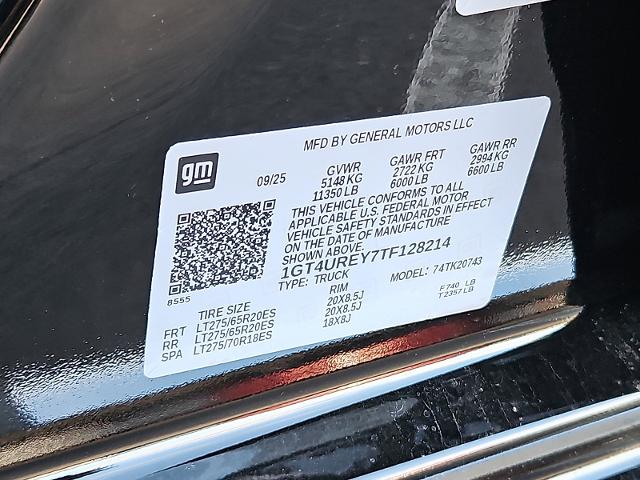 MFD BY GENERAL MOTORS LLC
gm
09/25
GVWR GAWR FRT GAWR RR
5148 KG 2722 KG 2994 KG
11350 LB 6000 LB 6600 LB
THIS VEHICLE CONFORMS TO ALL
APPLICABLE U.S. FEDERAL MOTOR
VEHICLE SAFETY STANDARDS IN EFFECT
ON THE DATE OF MANUFACTURE
SHOWN ABOVE.
1GT4UREY7TF128214
TYPE: TRUCK MODEL: 74TK20743
8555
F740 LB
T2357 LB
TIRE SIZE RIM
FRT LT275/65R20ES 20X8.5J
RR LT275/65R20ES 20X8.5J
SPA LT275/70R18ES 18X8J